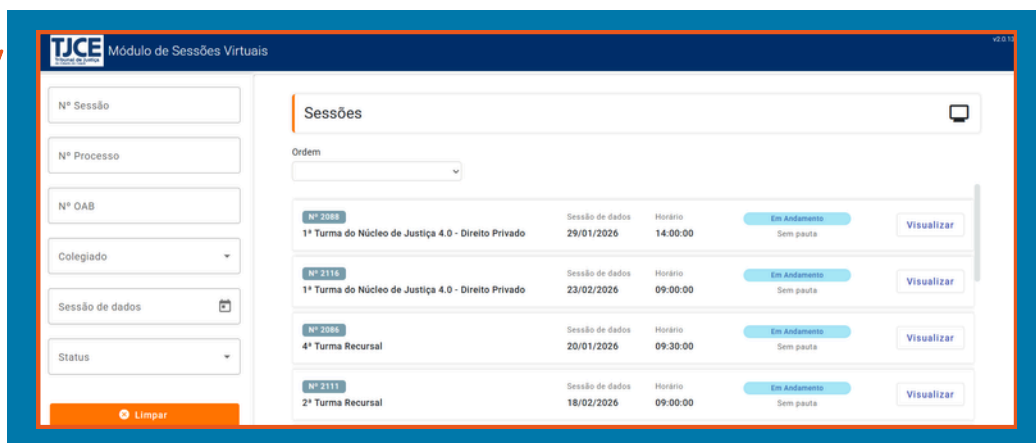 TJCE Módulo de Sessões Virtuais
Tribunal de Justiça
v2.0.13
Nº Sessão
Nº Processo
Nº OAB
Colegiado
Sessão de dados
Status
Limpar
Sessões
Ordem
Nº 2088
1ª Turma do Núcleo de Justiça 4.0 - Direito Privado
Sessão de dados
29/01/2026
Horário
14:00:00
Em Andamento
Sem pauta
Visualizar
Nº 2116
1ª Turma do Núcleo de Justiça 4.0 - Direito Privado
Sessão de dados
23/02/2026
Horário
09:00:00
Em Andamento
Sem pauta
Visualizar
Nº 2086
4ª Turma Recursal
Sessão de dados
20/01/2026
Horário
09:30:00
Em Andamento
Sem pauta
Visualizar
Nº 2111
2ª Turma Recursal
Sessão de dados
18/02/2026
Horário
09:00:00
Em Andamento
Sem pauta
Visualizar